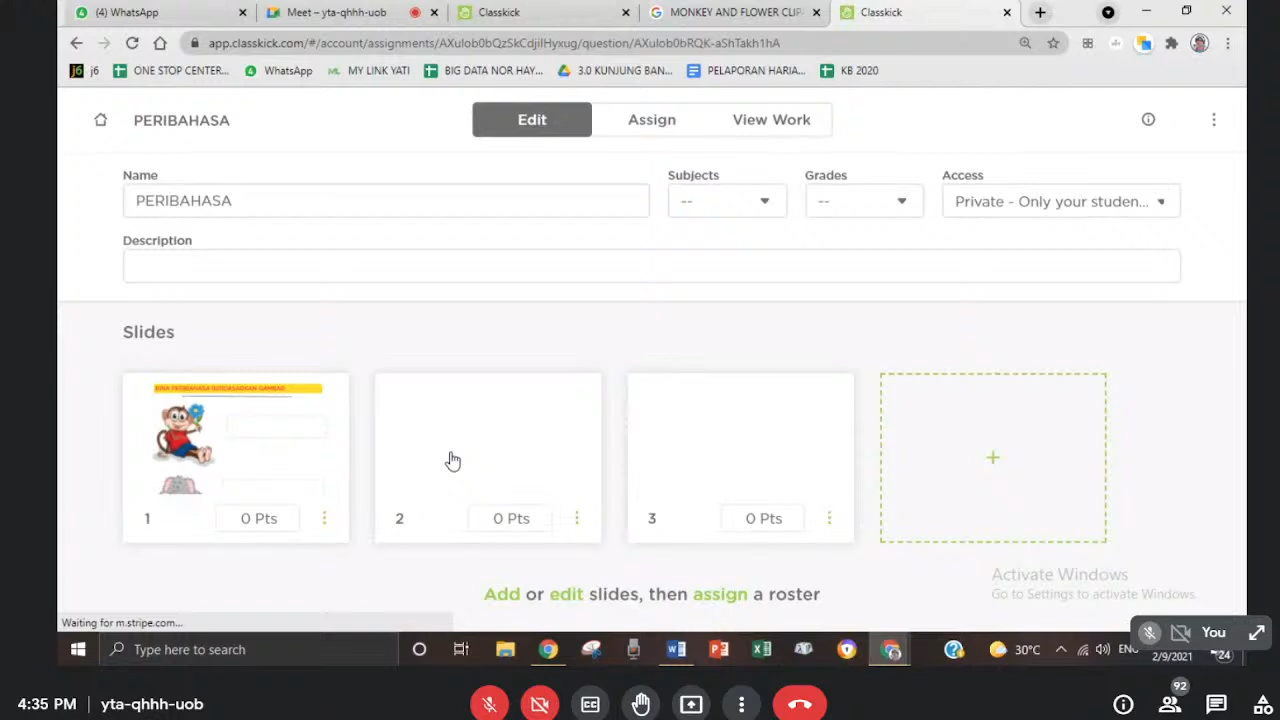 (4) WhatsApp
Meet – yta-qhhh-uob
Classkick
MONKEY AND FLOWER CLIP
Classkick
app.classkick.com/#/account/assignments/AXulob0bQzSkCdjilHyxug/question/AXulob0bRQK-aShTakh1hA
j6
ONE STOP CENTER...
WhatsApp
MY LINK YATI
BIG DATA NOR HAY...
3.0 KUNJUNG BAN...
PELAPORAN HARIA...
KB 2020
PERIBAHASA
Edit
Assign
View Work
Name
Subjects
Grades
Access
PERIBAHASA
--
--
Private - Only your studen...
Description
Slides
BINA PERIBAHASA BERDASARKAN GAMBAR
1
0 Pts
2
0 Pts
3
0 Pts
Add or edit slides, then assign a roster
Activate Windows
Go to Settings to activate Windows.
Waiting for m.stripe.com...
You
Type here to search
30°C
ENG
2/9/2021
24
4:35 PM | yta-qhhh-uob
92